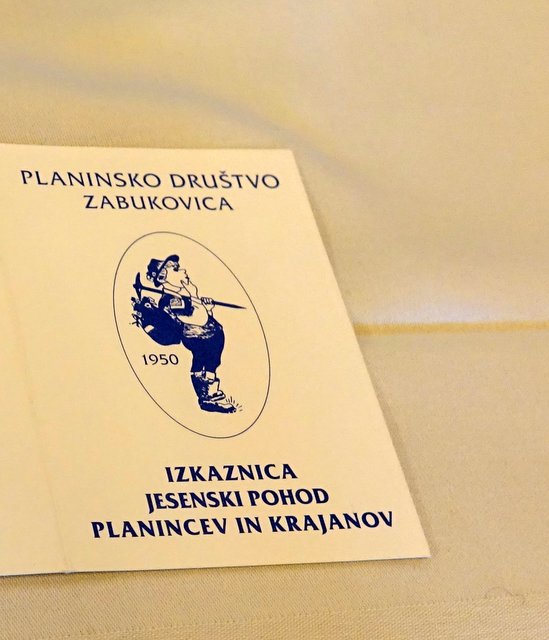 PLANINSKO DRUŠTVO
ZABUKOVICA
1950
IZKAZNICA
JESENSKI POHOD
PLANINCEV IN KRAJANOV